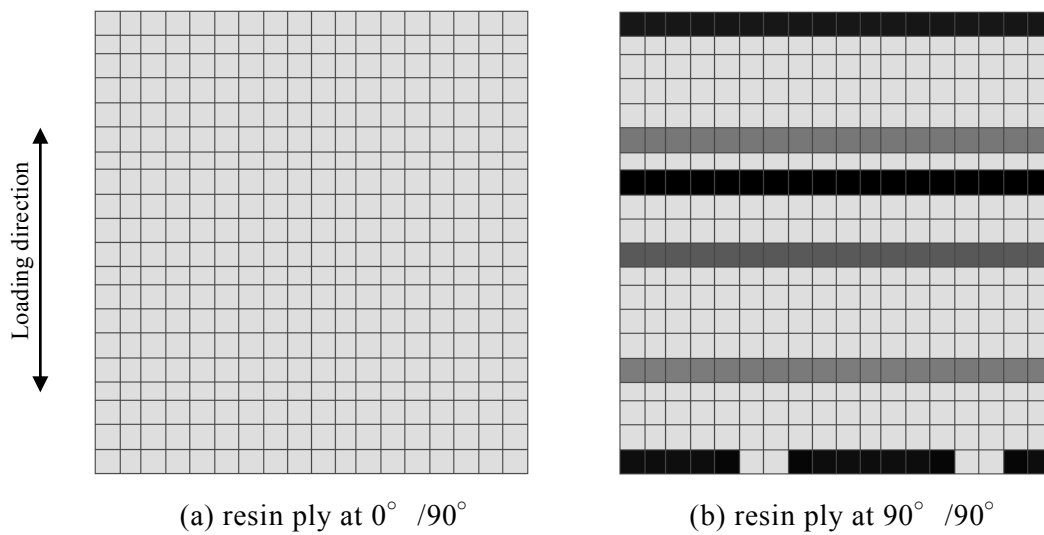 Loading direction
(a) resin ply at 0° /90°
(b) resin ply at 90° /90°